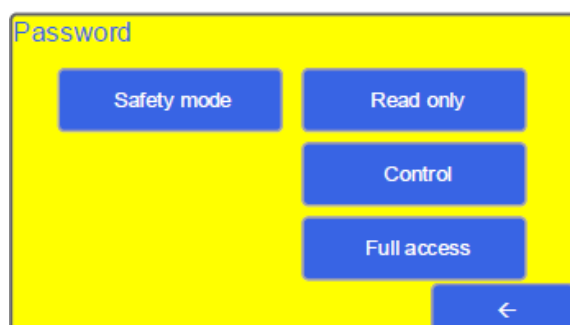 Password
Safety mode
Read only
Control
Full access
←